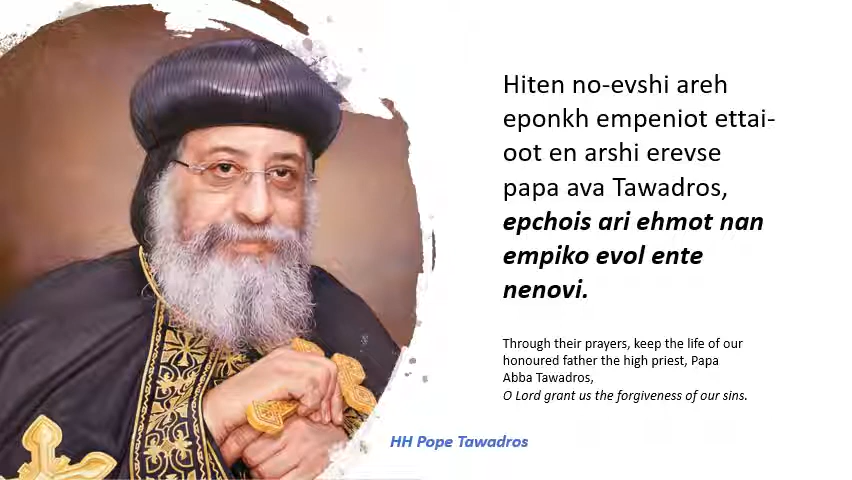 Hiten no-evshi areh
eponkh empeniot ettai-
oot en arshi erevse
papa ava Tawadros,
epchois ari ehmot nan
empiko evol ente
nenovi.
Through their prayers, keep the life of our
honoured father the high priest, Papa
Abba Tawadros,
O Lord grant us the forgiveness of our sins.
HH Pope Tawadros